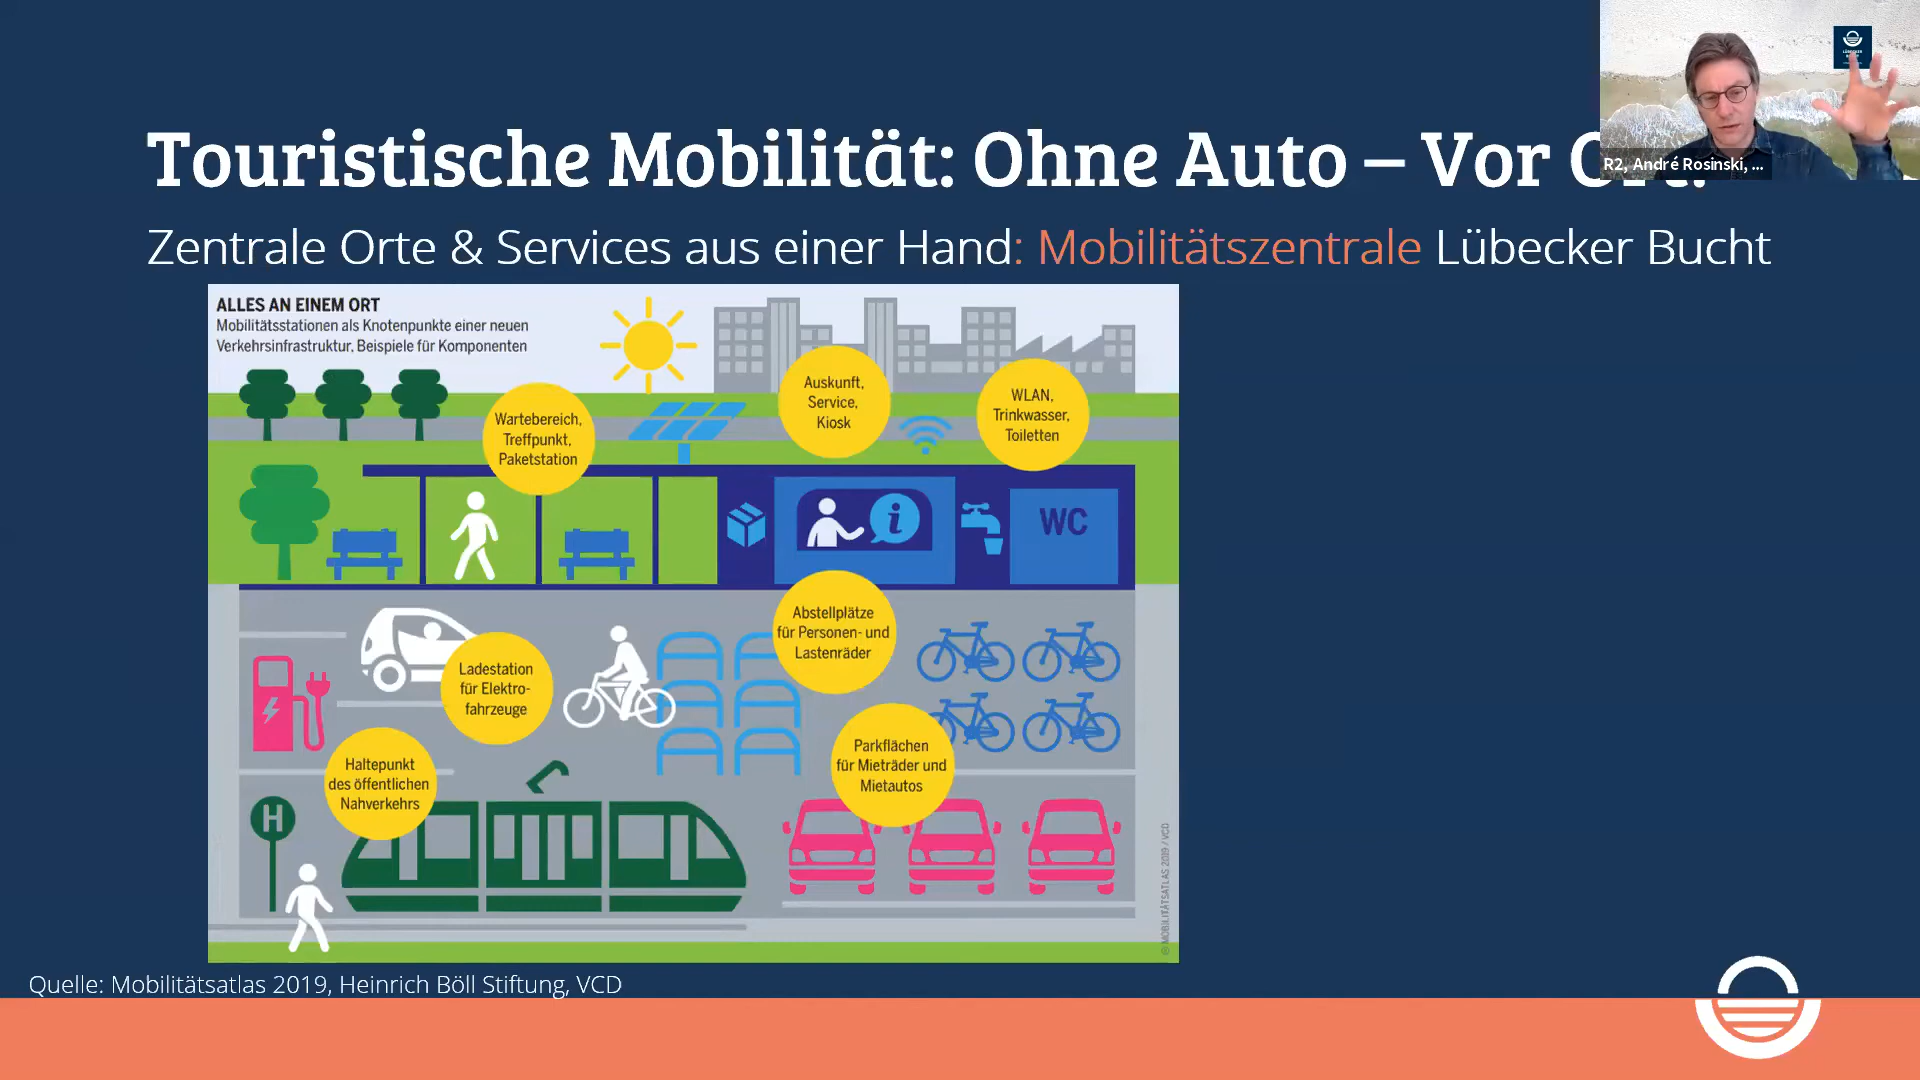 Touristische Mobilität: Ohne Auto – Vor
R2, André Rosinski, ...
Zentrale Orte & Services aus einer Hand: Mobilitätszentrale Lübecker Bucht
ALLES AN EINEM ORT
Mobilitätsstationen als Knotenpunkte einer neuen
Verkehrsinfrastruktur, Beispiele für Komponenten
Auskunft,
Service,
Kiosk
WLAN,
Trinkwasser,
Toiletten
Wartebereich,
Treffpunkt,
Paketstation
i
WC
Abstellplätze
für Personen- und
Lastenräder
Ladestation
für Elektro-
fahrzeuge
Parkflächen
für Mieträder und
Mietautos
Haltepunkt
des öffentlichen
Nahverkehrs
H
© MOBILITÄTSATLAS 2019 / VCD
Quelle: Mobilitätsatlas 2019, Heinrich Böll Stiftung, VCD